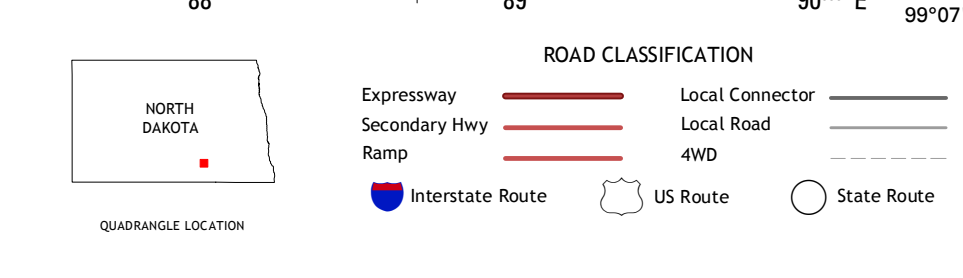 99°07
ROAD CLASSIFICATION
NORTH
DAKOTA
QUADRANGLE LOCATION
Expressway
Secondary Hwy
Ramp
Local Connector
Local Road
4WD
Interstate Route
US Route
State Route